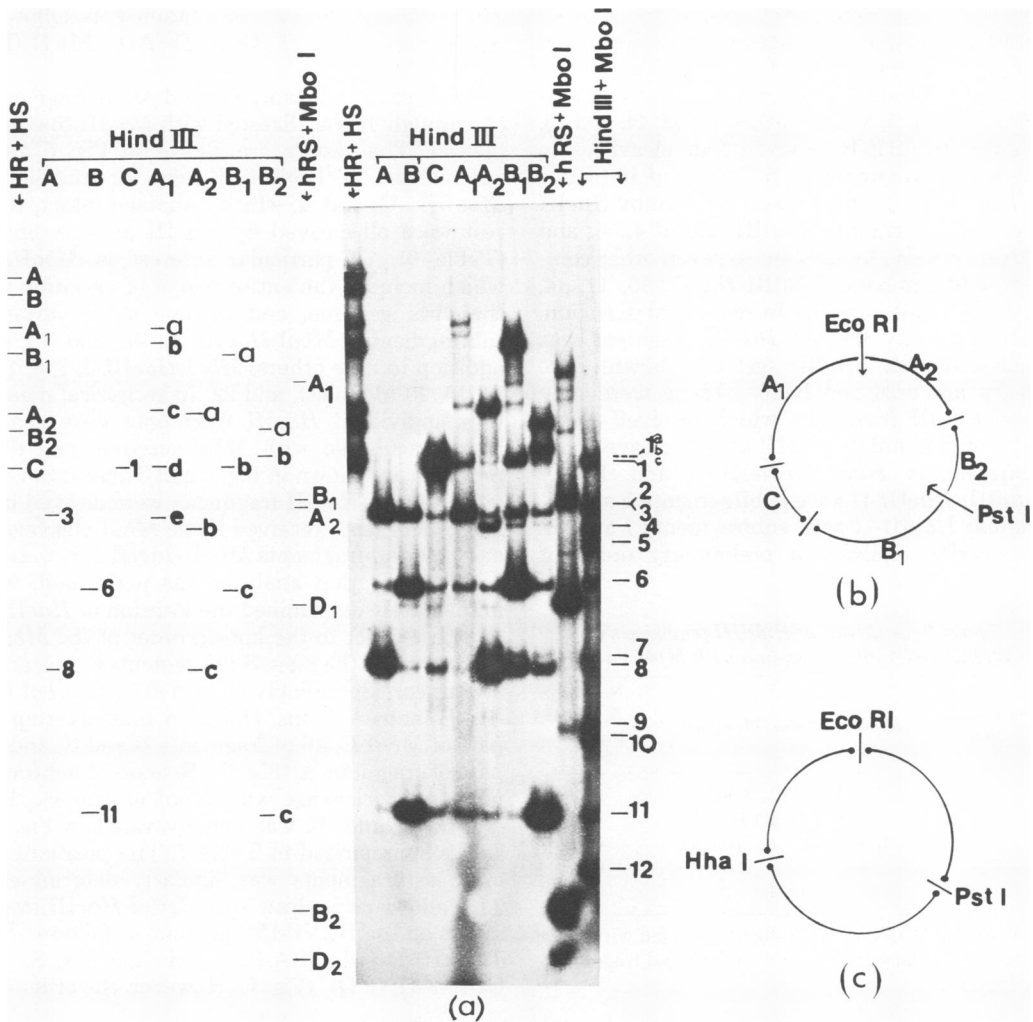 HR+HS
Hind III
A B C A1 A2 B1 B2
hRS+Mbo I
HR+HS
Hind III
A B C A1 A2 B1 B2
hRS+Mbo I
HindIII+Mbo I
A
B
A1
B1
A2
B2
C
3
8
6
11
1
a
b
c
d
e
a
b
c
a
b
c
a
b
c
A1
B1
A2
D1
B2
D2
1a
1b
1
2
3
4
5
6
7
8
9
10
11
12
(a)
Eco RI
A1
A2
B2
C
Pst I
B1
(b)
Eco RI
Hha I
Pst I
(c)